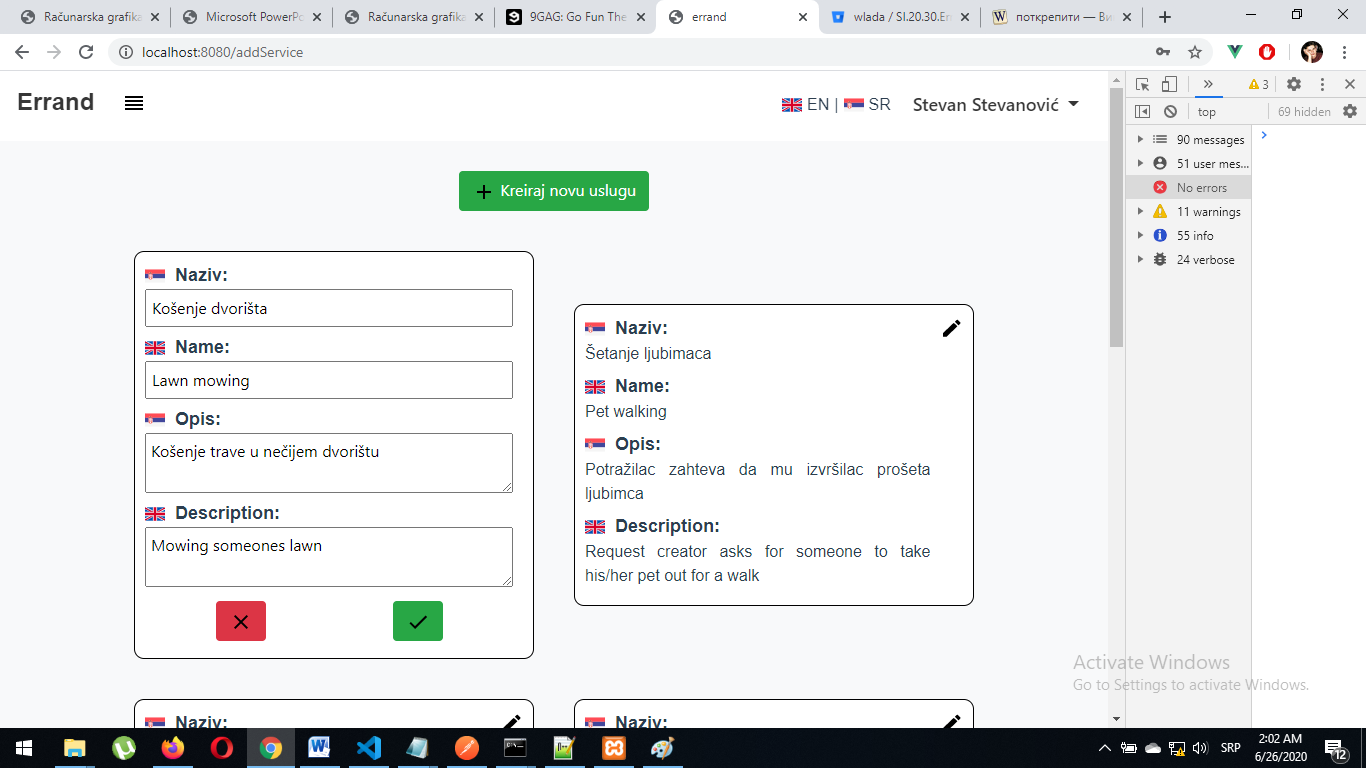 Računarska grafika
Microsoft PowerPo
Računarska grafika
9GAG: Go Fun The
errand
wlada / SI.20.30.Er
поткрепити — Ви
localhost:8080/addService
Errand
EN | SR
Stevan Stevanović
Kreiraj novu uslugu
Naziv:
Košenje dvorišta
Name:
Lawn mowing
Opis:
Košenje trave u nečijem dvorištu
Description:
Mowing someones lawn
Naziv:
Šetanje ljubimaca
Name:
Pet walking
Opis:
Potražilac zahteva da mu izvršilac prošeta
ljubimca
Description:
Request creator asks for someone to take
his/her pet out for a walk
Naziv:
Naziv:
3
top
69 hidden
90 messages
51 user mes...
No errors
11 warnings
55 info
24 verbose
Activate Windows
Go to Settings to activate Windows.
SRP
2:02 AM
6/26/2020
12